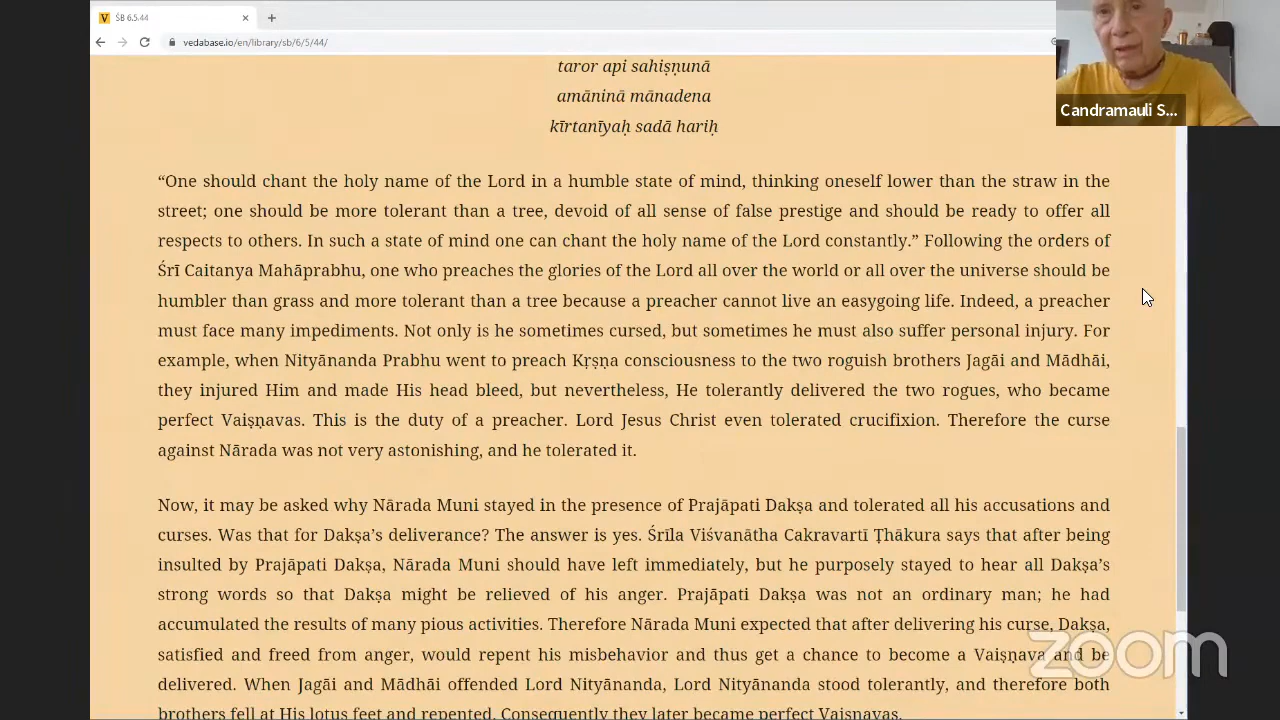 V ŚB 6.5.44
vedabase.io/en/library/sb/6/5/44/
taror api sahiṣṇunā
amāninā mānadena
kīrtanīyaḥ sadā hariḥ
Candramauli S...
“One should chant the holy name of the Lord in a humble state of mind, thinking oneself lower than the straw in the
street; one should be more tolerant than a tree, devoid of all sense of false prestige and should be ready to offer all
respects to others. In such a state of mind one can chant the holy name of the Lord constantly.” Following the orders of
Śrī Caitanya Mahāprabhu, one who preaches the glories of the Lord all over the world or all over the universe should be
humbler than grass and more tolerant than a tree because a preacher cannot live an easygoing life. Indeed, a preacher
must face many impediments. Not only is he sometimes cursed, but sometimes he must also suffer personal injury. For
example, when Nityānanda Prabhu went to preach Kṛṣṇa consciousness to the two roguish brothers Jagāi and Mādhāi,
they injured Him and made His head bleed, but nevertheless, He tolerantly delivered the two rogues, who became
perfect Vaiṣṇavas. This is the duty of a preacher. Lord Jesus Christ even tolerated crucifixion. Therefore the curse
against Nārada was not very astonishing, and he tolerated it.
Now, it may be asked why Nārada Muni stayed in the presence of Prajāpati Dakṣa and tolerated all his accusations and
curses. Was that for Dakṣa’s deliverance? The answer is yes. Śrīla Viśvanātha Cakravartī Ṭhākura says that after being
insulted by Prajāpati Dakṣa, Nārada Muni should have left immediately, but he purposely stayed to hear all Dakṣa’s
strong words so that Dakṣa might be relieved of his anger. Prajāpati Dakṣa was not an ordinary man; he had
accumulated the results of many pious activities. Therefore Nārada Muni expected that after delivering his curse, Dakṣa,
satisfied and freed from anger, would repent his misbehavior and thus get a chance to become a Vaiṣṇava and be
delivered. When Jagāi and Mādhāi offended Lord Nityānanda, Lord Nityānanda stood tolerantly, and therefore both
brothers fell at His lotus feet and repented. Consequently they later became perfect Vaiṣṇavas.
zoom